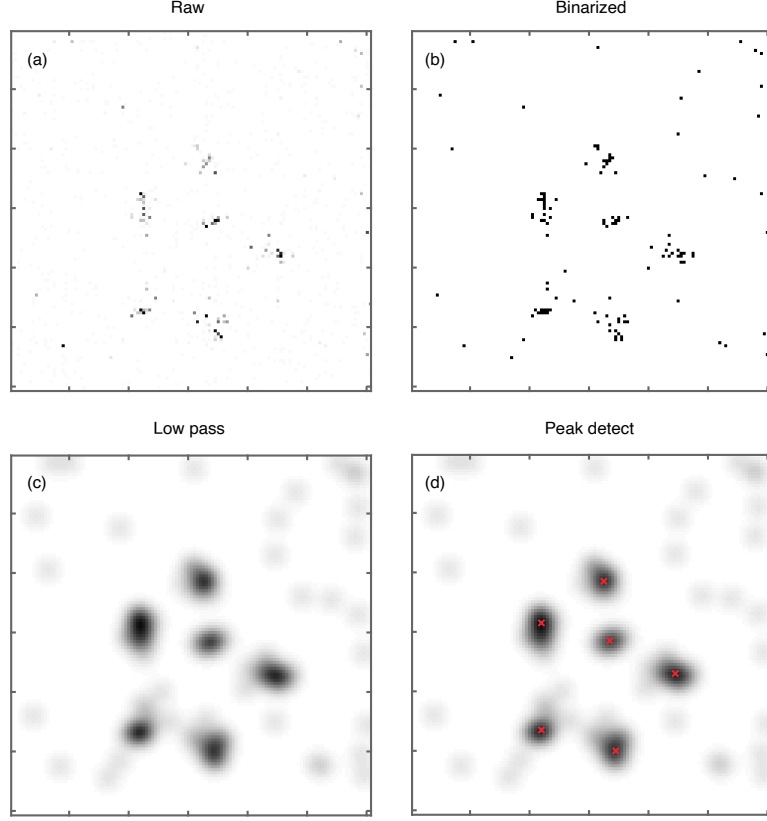 Raw
Binarized
(a)
(b)
Low pass
Peak detect
(c)
(d)